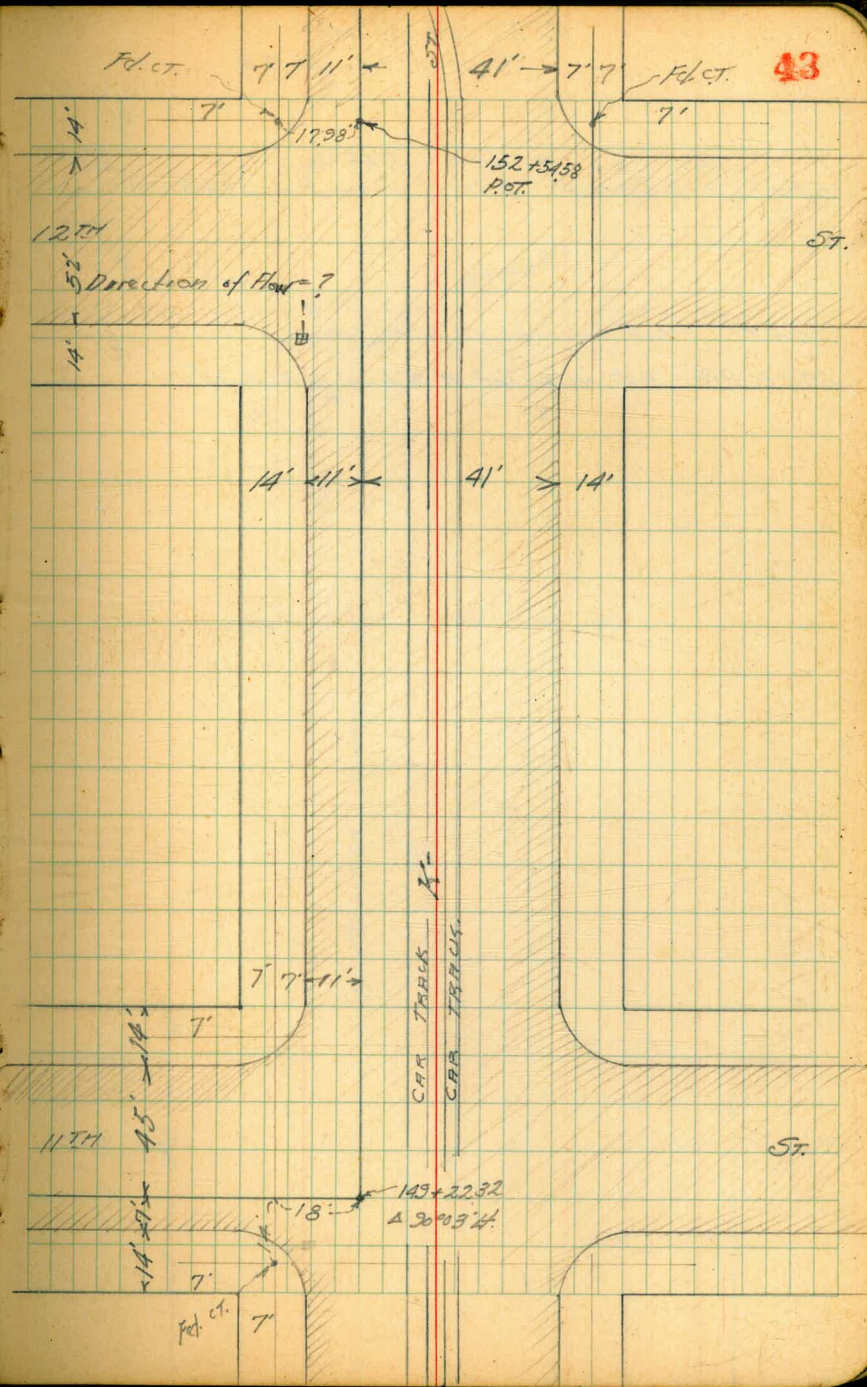 43
Fd. CT. 7' 7' 11' ST 41' 7' 7' Fd. CT.
7' 7'
14'
17.98'
152+54.58
P.O.T.
12TH ST.
52'
Direction of Flow = ?
14'
14' 11' 41' 14'
K-
CAR TRACK
CAR TRACK
7' 7' 11'
14'
7'
45'
11TH ST.
149+22.32
18'
Δ 90°03'
7'
14'
14'
7'
Fd. CT.
7'